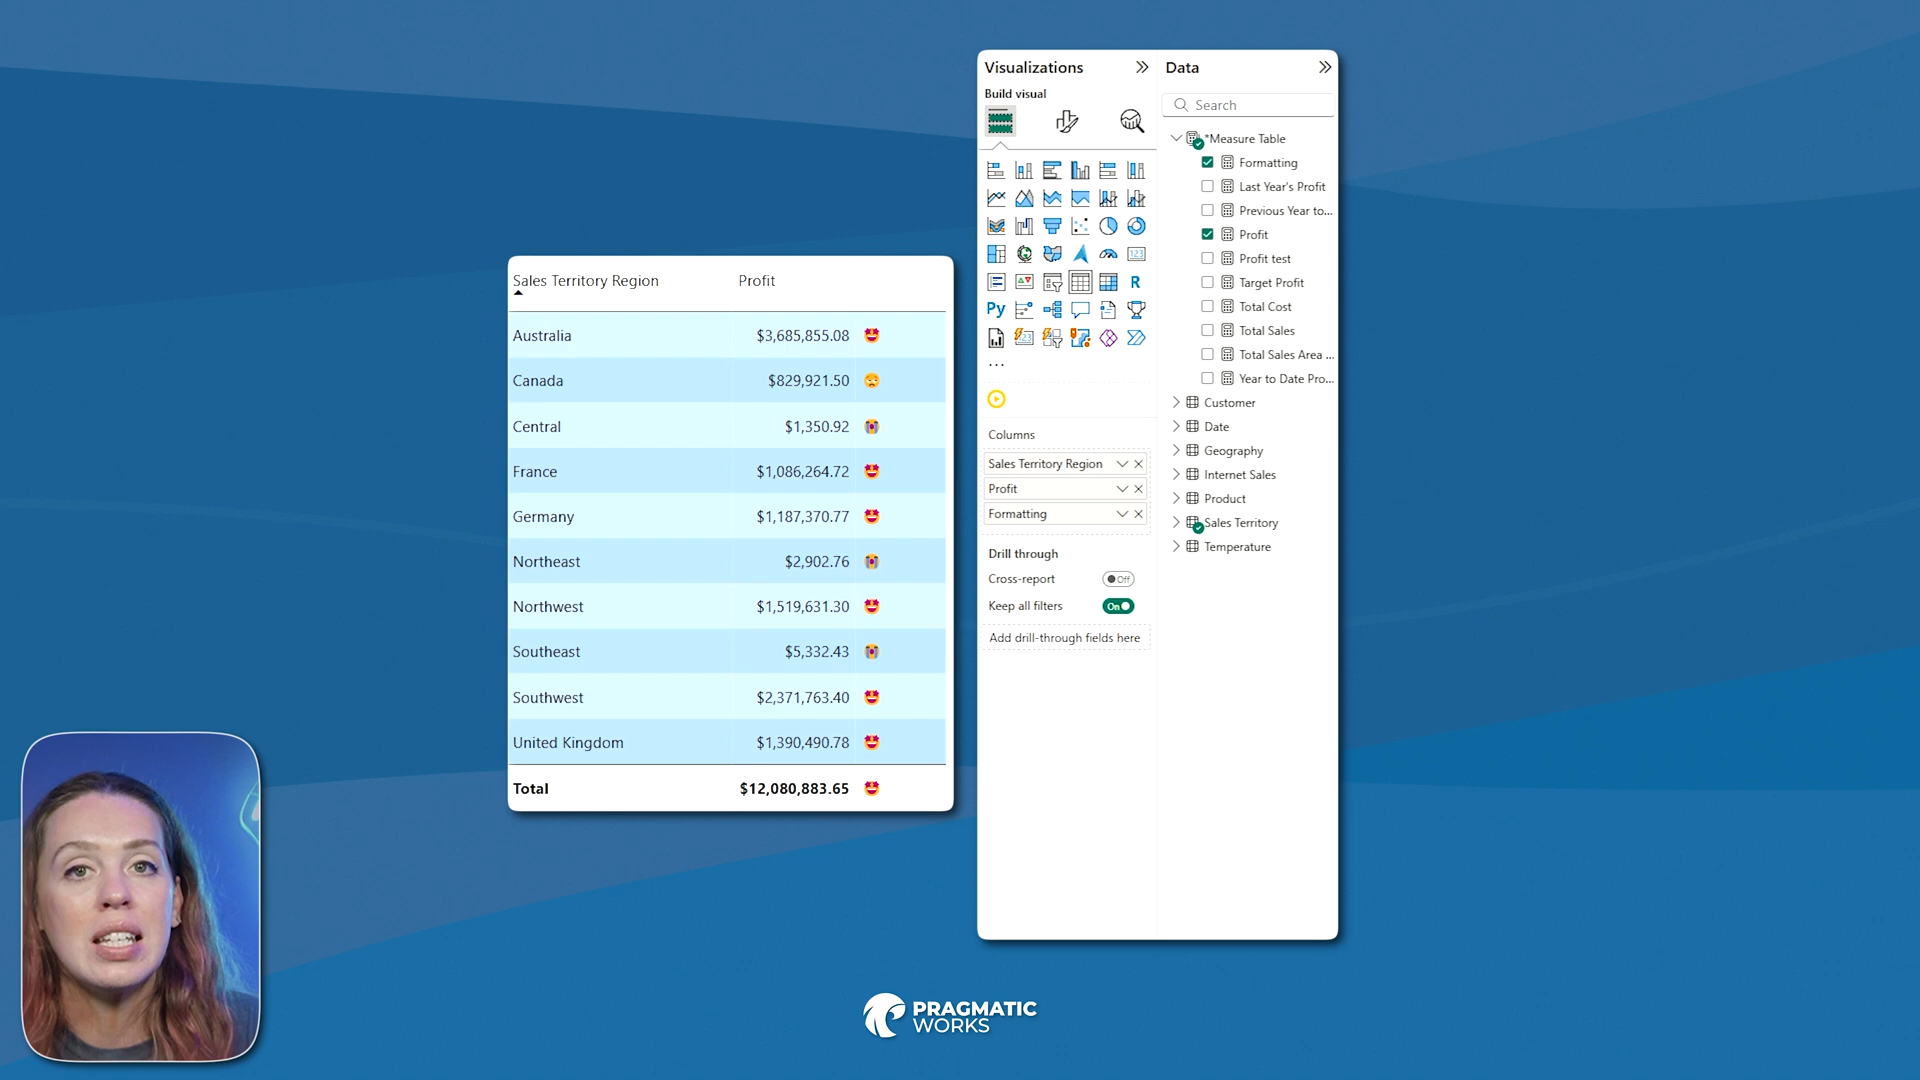 Visualizations
Data
Build visual
Search
*Measure Table
Formatting
Last Year's Profit
Previous Year to...
Profit
Profit test
Target Profit
Total Cost
Total Sales
Total Sales Area ...
Year to Date Pro...
Customer
Date
Geography
Internet Sales
Product
Sales Territory
Temperature
123
R
Py
123
...
Columns
Sales Territory Region
Profit
Formatting
Drill through
Cross-report
Off
Keep all filters
On
Add drill-through fields here
Sales Territory Region Profit
Australia $3,685,855.08
Canada $829,921.50
Central $1,350.92
France $1,086,264.72
Germany $1,187,370.77
Northeast $2,902.76
Northwest $1,519,631.30
Southeast $5,332.43
Southwest $2,371,763.40
United Kingdom $1,390,490.78
Total $12,080,883.65
PRAGMATIC
WORKS